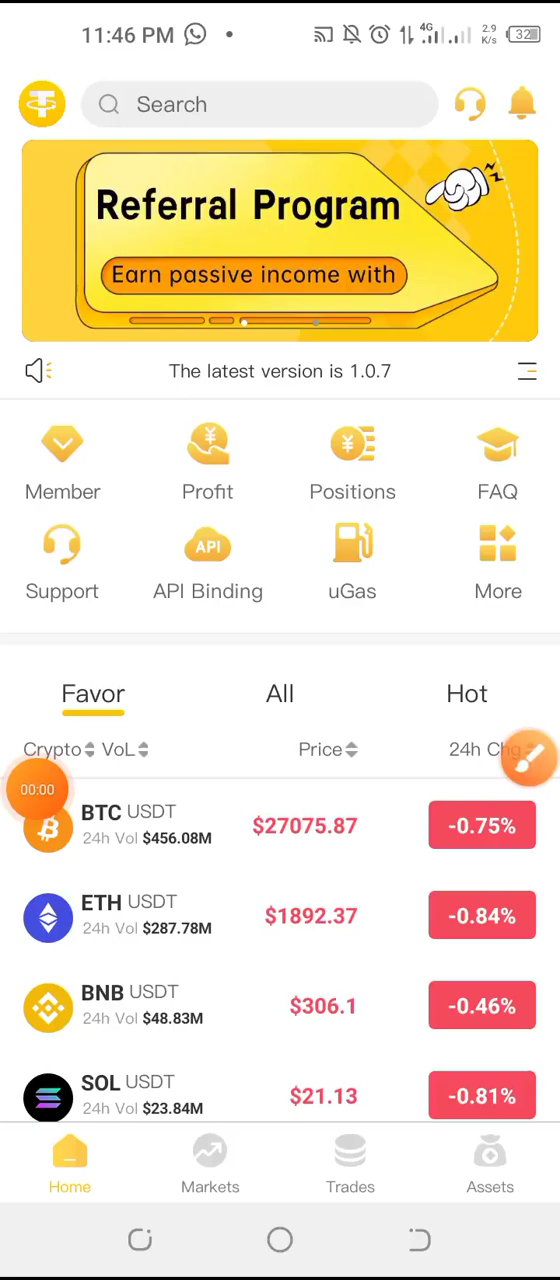 11:46 PM
4G
2.9
K/s
32
Search
Referral Program
Earn passive income with
The latest version is 1.0.7
Member
Profit
Positions
FAQ
Support
API
API Binding
uGas
More
Favor
All
Hot
Crypto VoL
Price
24h Chg
00:00
BTC USDT
24h Vol $456.08M
$27075.87
-0.75%
ETH USDT
24h Vol $287.78M
$1892.37
-0.84%
BNB USDT
24h Vol $48.83M
$306.1
-0.46%
SOL USDT
24h Vol $23.84M
$21.13
-0.81%
Home
Markets
Trades
Assets